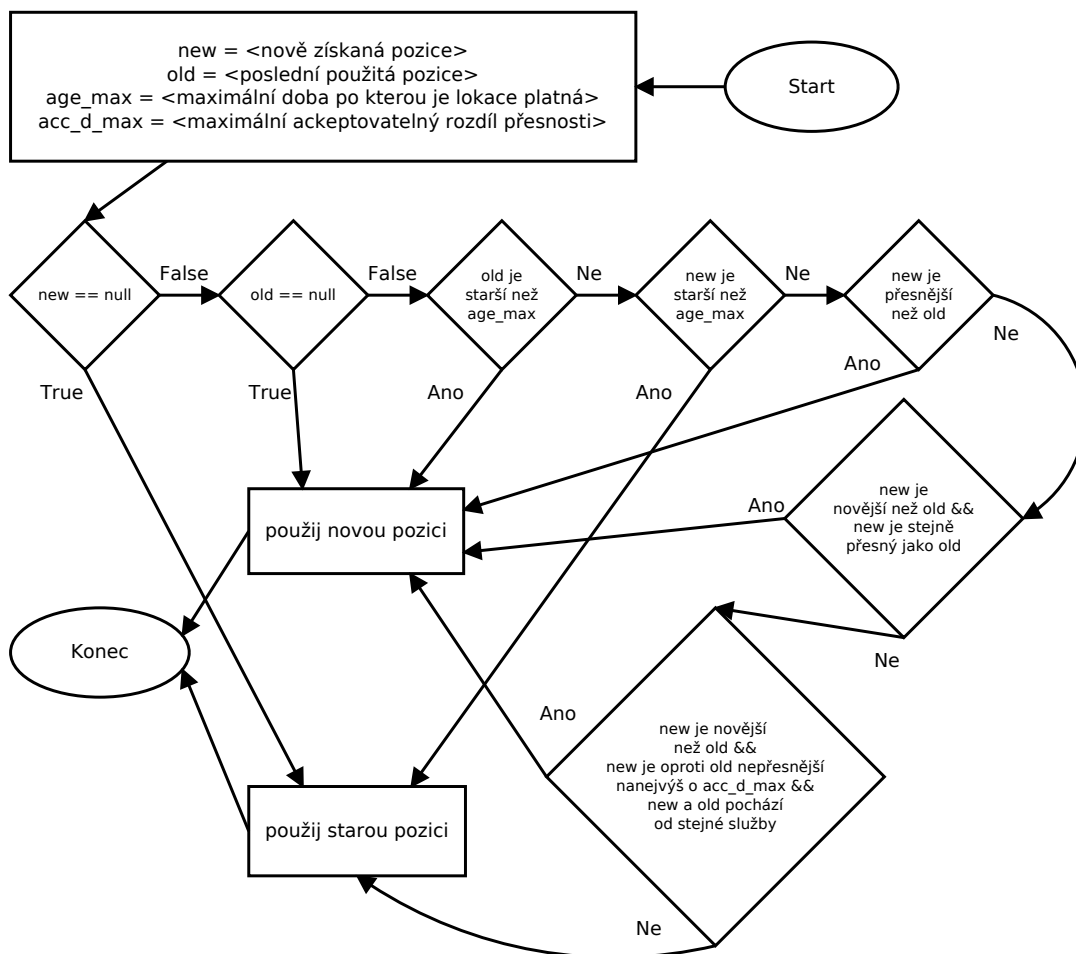 new = <nově získaná pozice>
old = <poslední použitá pozice>
age_max = <maximální doba po kterou je lokace platná>
acc_d_max = <maximální ackeptovatelný rozdíl přesnosti>
Start
new == null
False
True
old == null
False
True
old je
starší než
age_max
Ne
Ano
new je
starší než
age_max
Ne
Ano
new je
přesnější
než old
Ne
Ano
new je
novější než old &&
new je stejně
přesný jako old
Ano
Ne
použij novou pozici
Konec
new je novější
než old &&
new je oproti old nepřesnější
nanejvýš o acc_d_max &&
new a old pochází
od stejné služby
Ano
Ne
použij starou pozici